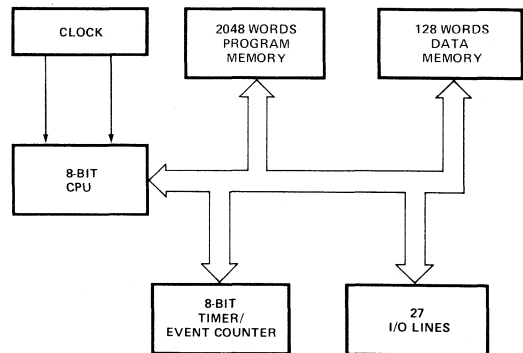 CLOCK
2048 WORDS
PROGRAM
MEMORY
128 WORDS
DATA
MEMORY
8-BIT
CPU
8-BIT
TIMER/
EVENT COUNTER
27
I/O LINES